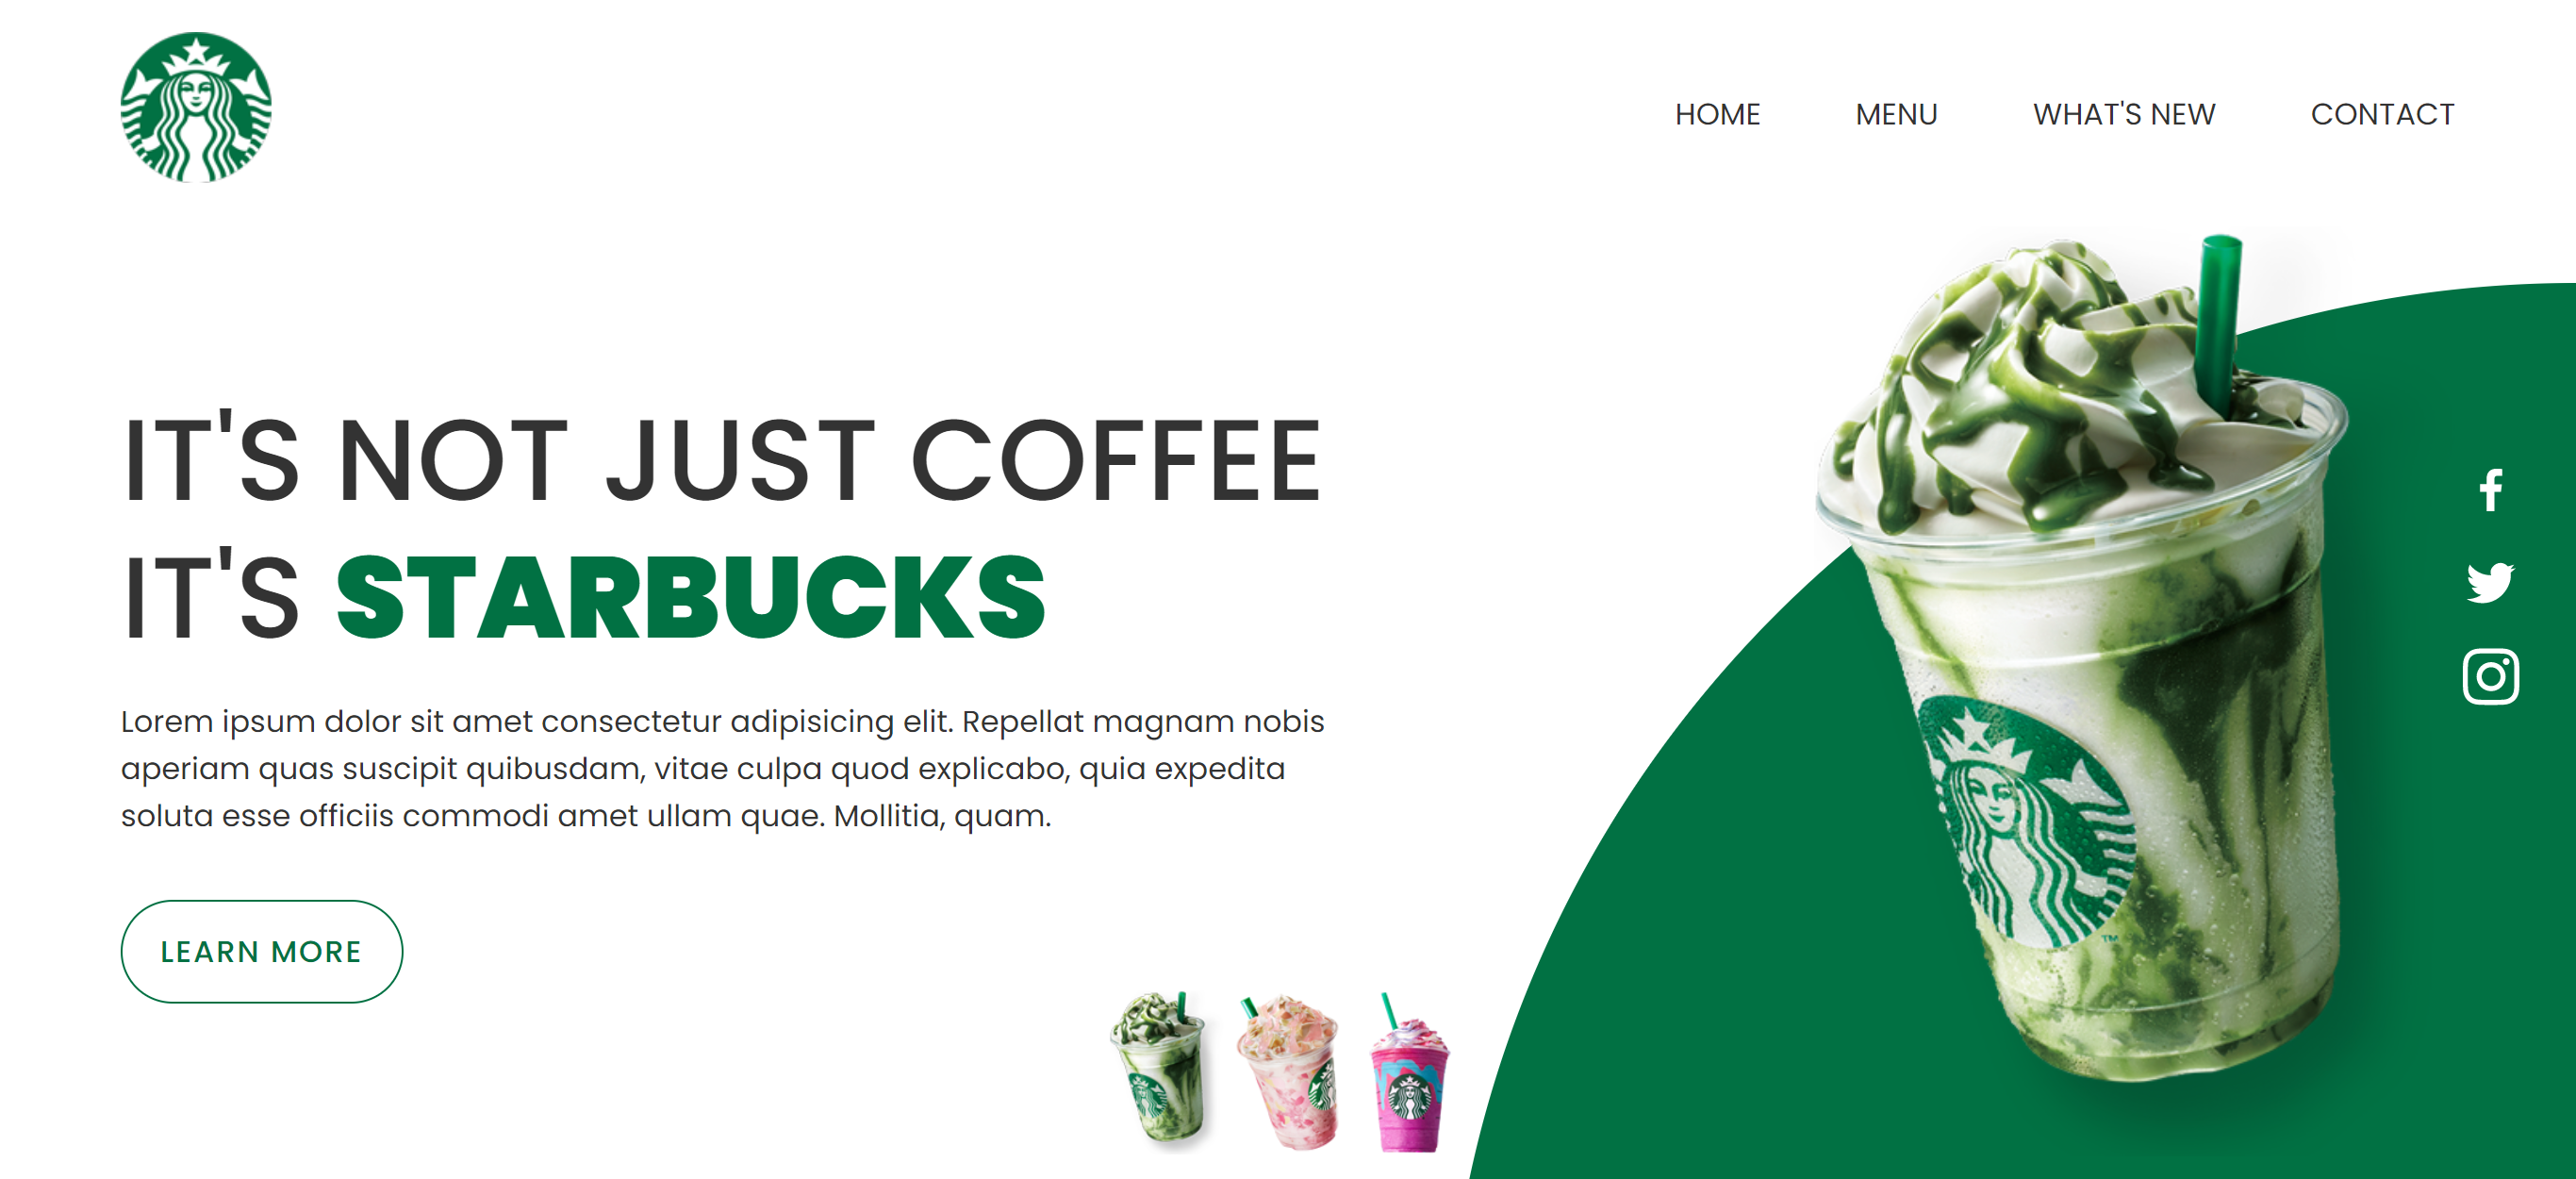 HOME MENU WHAT'S NEW CONTACT
IT'S NOT JUST COFFEE
IT'S STARBUCKS
Lorem ipsum dolor sit amet consectetur adipisicing elit. Repellat magnam nobis
aperiam quas suscipit quibusdam, vitae culpa quod explicabo, quia expedita
soluta esse officiis commodi amet ullam quae. Mollitia, quam.
LEARN MORE
TM